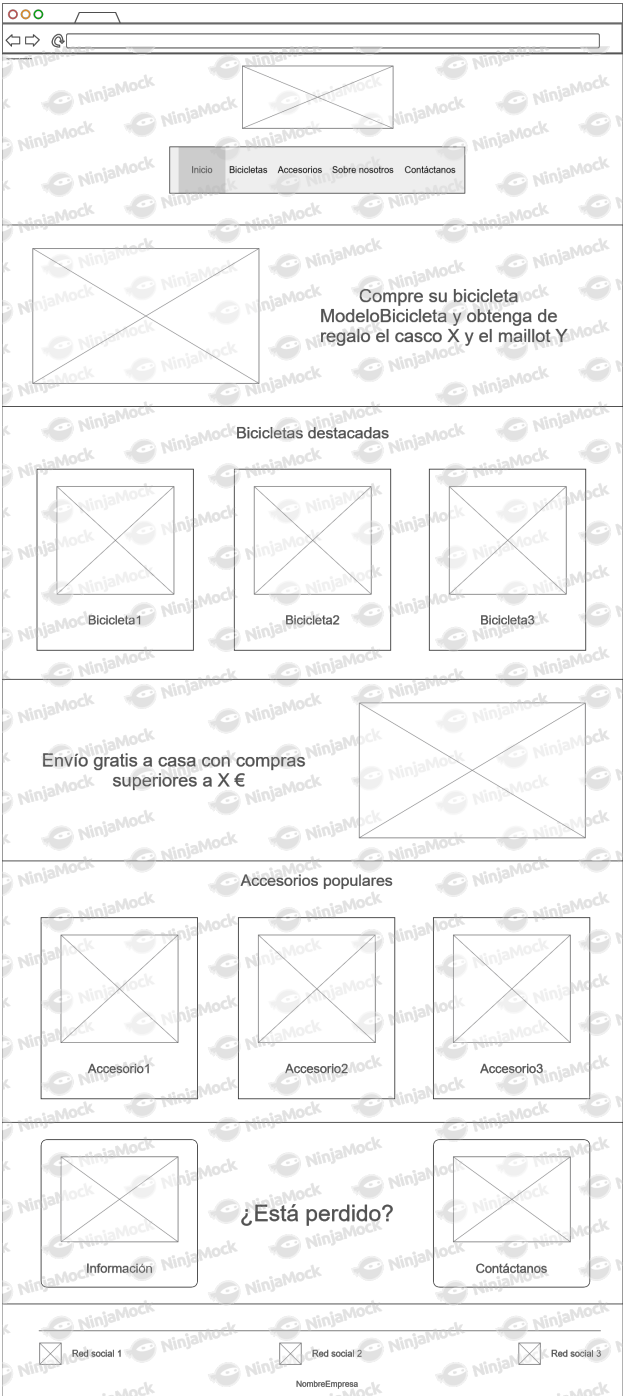 Inicio Bicicletas Accesorios Sobre nosotros Contáctanos
Compre su bicicleta
ModeloBicicleta y obtenga de
regalo el casco X y el maillot Y
Bicicletas destacadas
Bicicleta1 Bicicleta2 Bicicleta3
Envío gratis a casa con compras
superiores a X €
Accesorios populares
Accesorio1 Accesorio2 Accesorio3
¿Está perdido?
Información Contáctanos
Red social 1 Red social 2 Red social 3
NombreEmpresa
NinjaMock